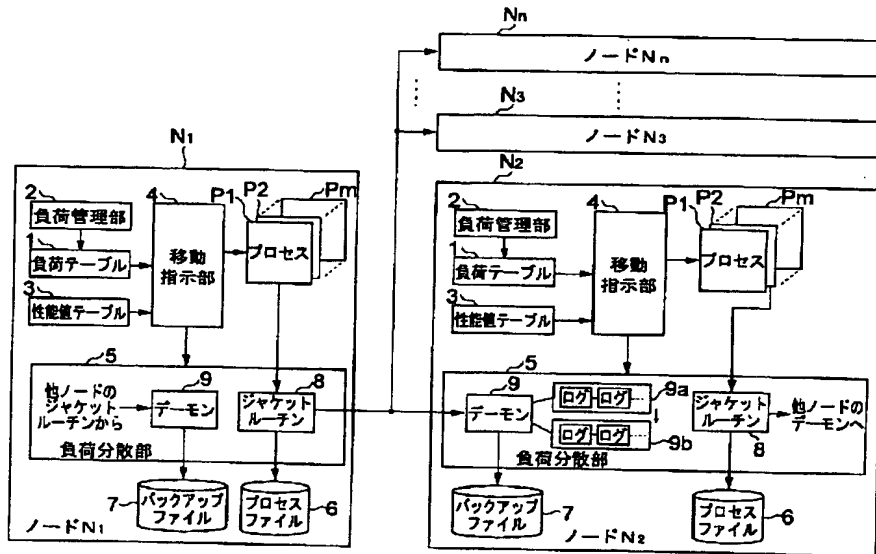 Nn
ノードNn
N3
ノードN3
N1
N2
2
負荷管理部
1
負荷テーブル
3
性能値テーブル
4
移動
指示部
P1
P2
Pm
プロセス
5
他ノードの
ジャケット
ルーチンから
9
デーモン
8
ジャケット
ルーチン
負荷分散部
7
バックアップ
ファイル
プロセス
ファイル
6
ノードN1
2
負荷管理部
1
負荷テーブル
3
性能値テーブル
4
移動
指示部
P1
P2
Pm
プロセス
5
9
デーモン
ログ
ログ
9a
ログ
ログ
9b
ジャケット
ルーチン
8
他ノードの
デーモンへ
負荷分散部
バックアップ
ファイル
7
プロセス
ファイル
6
ノードN2